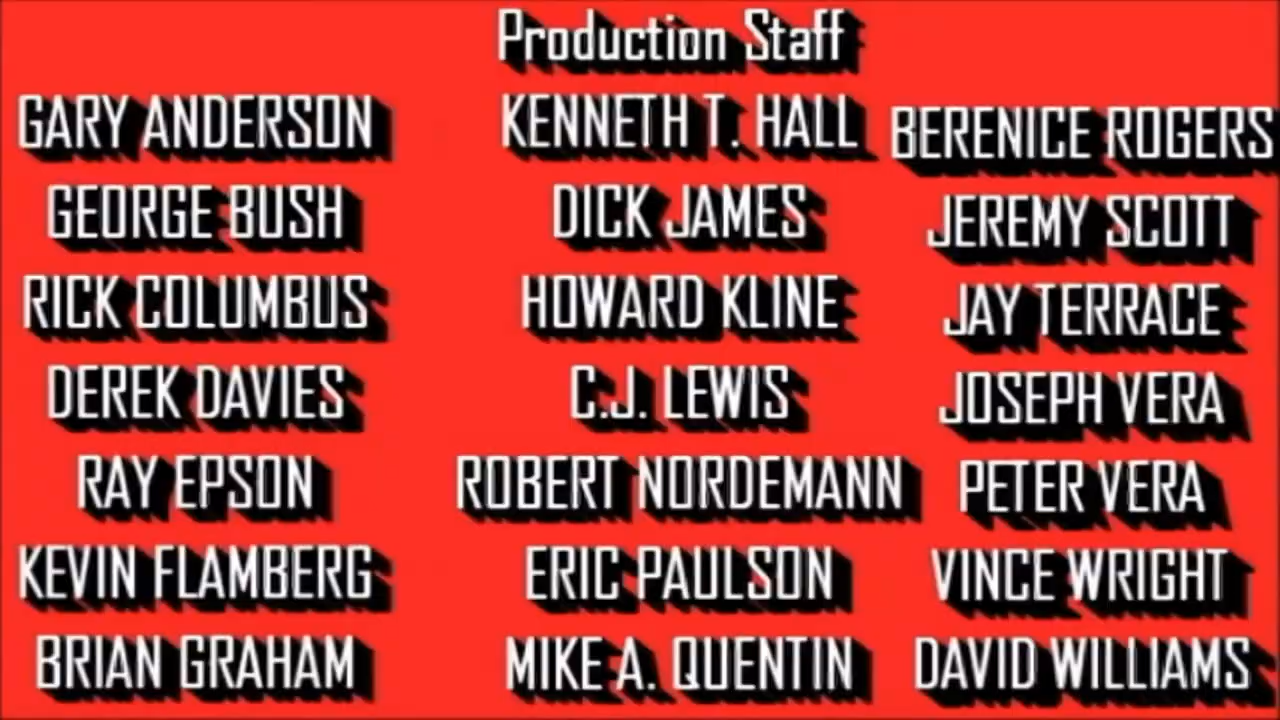 Production Staff
GARY ANDERSON
GEORGE BUSH
RICK COLUMBUS
DEREK DAVIES
RAY EPSON
KEVIN FLAMBERG
BRIAN GRAHAM
KENNETH T. HALL
DICK JAMES
HOWARD KLINE
C.J. LEWIS
ROBERT NORDEMANN
ERIC PAULSON
MIKE A. QUENTIN
BERENICE ROGERS
JEREMY SCOTT
JAY TERRACE
JOSEPH VERA
PETER VERA
VINCE WRIGHT
DAVID WILLIAMS